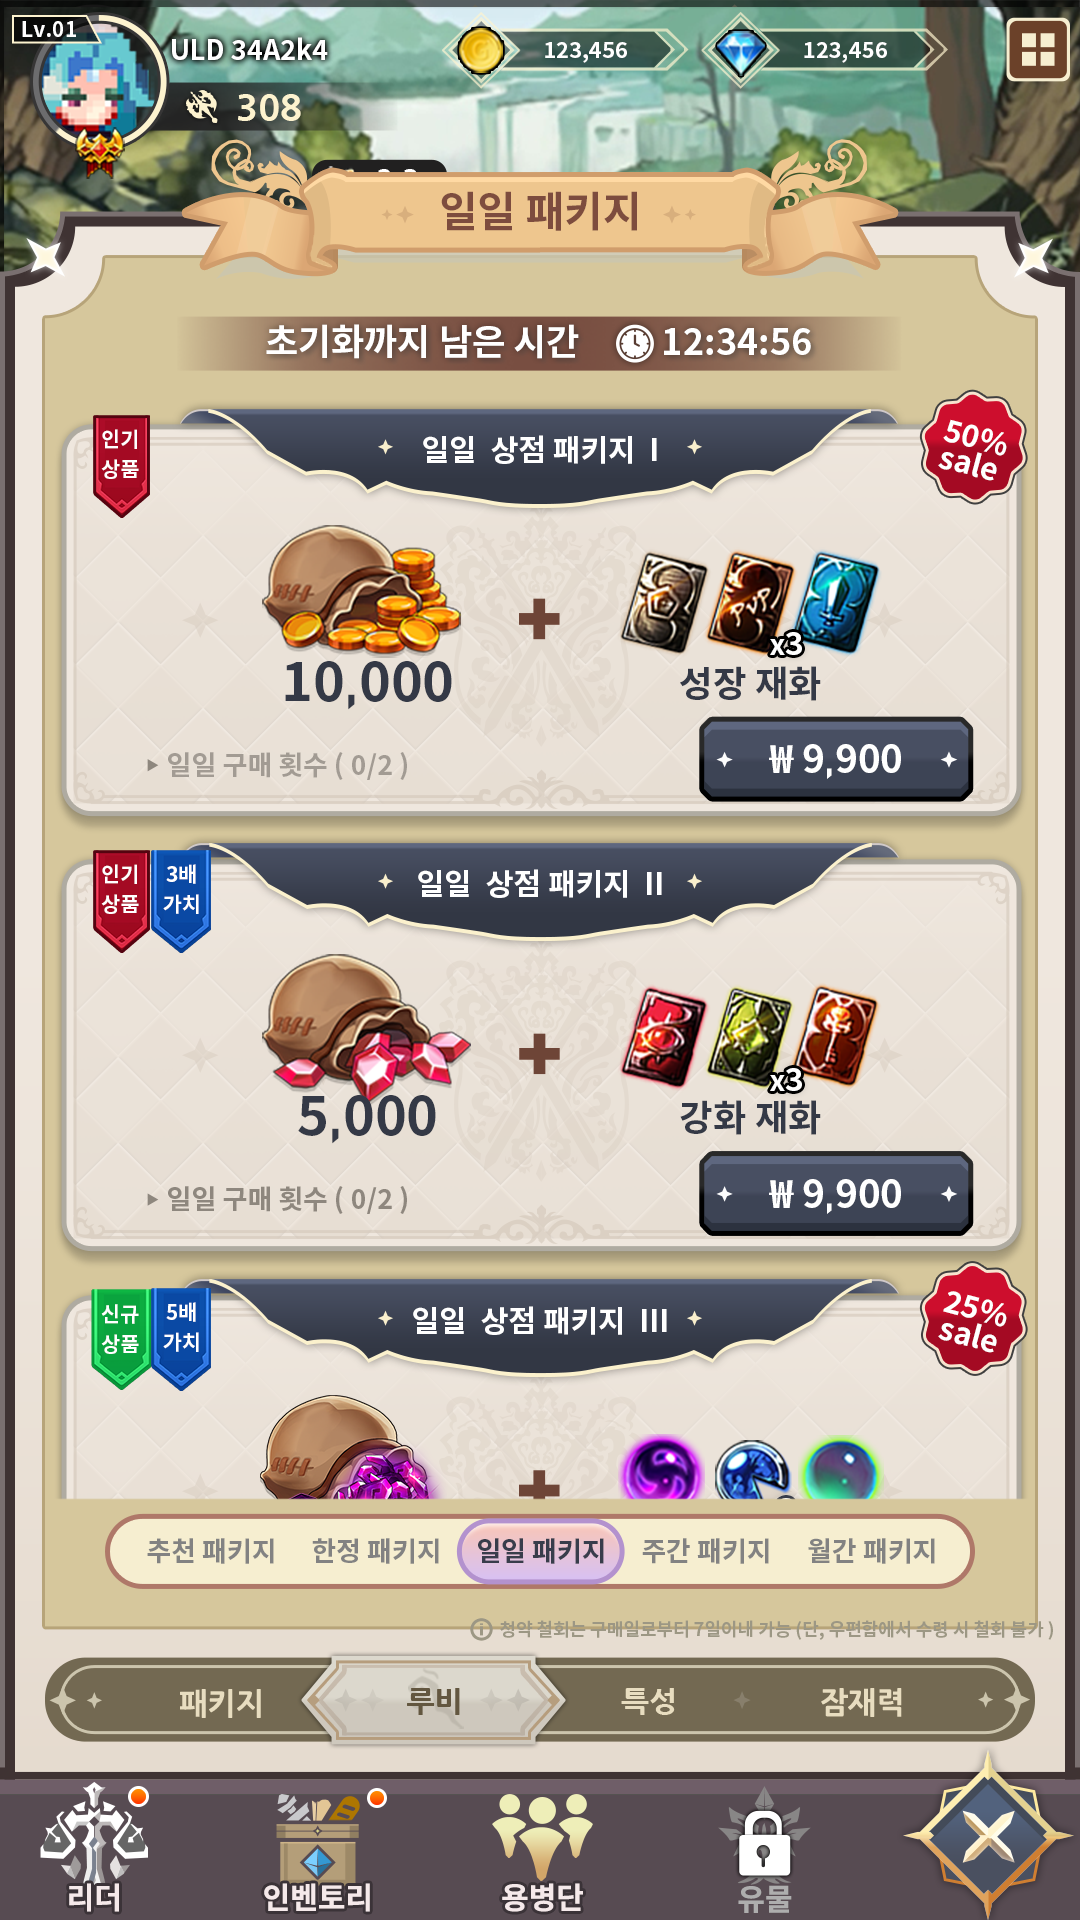 Lv.01
ULD 34A2k4
123,456
123,456
308
일일 패키지
초기화까지 남은 시간 12:34:56
인기
상품
일일 상점 패키지 I
50%
sale
PVP
x3
10,000
성장 재화
일일 구매 횟수 ( 0/2 )
₩ 9,900
인기
상품
3배
가치
일일 상점 패키지 II
x3
5,000
강화 재화
일일 구매 횟수 ( 0/2 )
₩ 9,900
신규
상품
5배
가치
일일 상점 패키지 III
25%
sale
추천 패키지
한정 패키지
일일 패키지
주간 패키지
월간 패키지
청약 철회는 구매일로부터 7일이내 가능 (단, 우편함에서 수령 시 철회 불가 )
패키지
루비
특성
잠재력
리더
인벤토리
용병단
유물